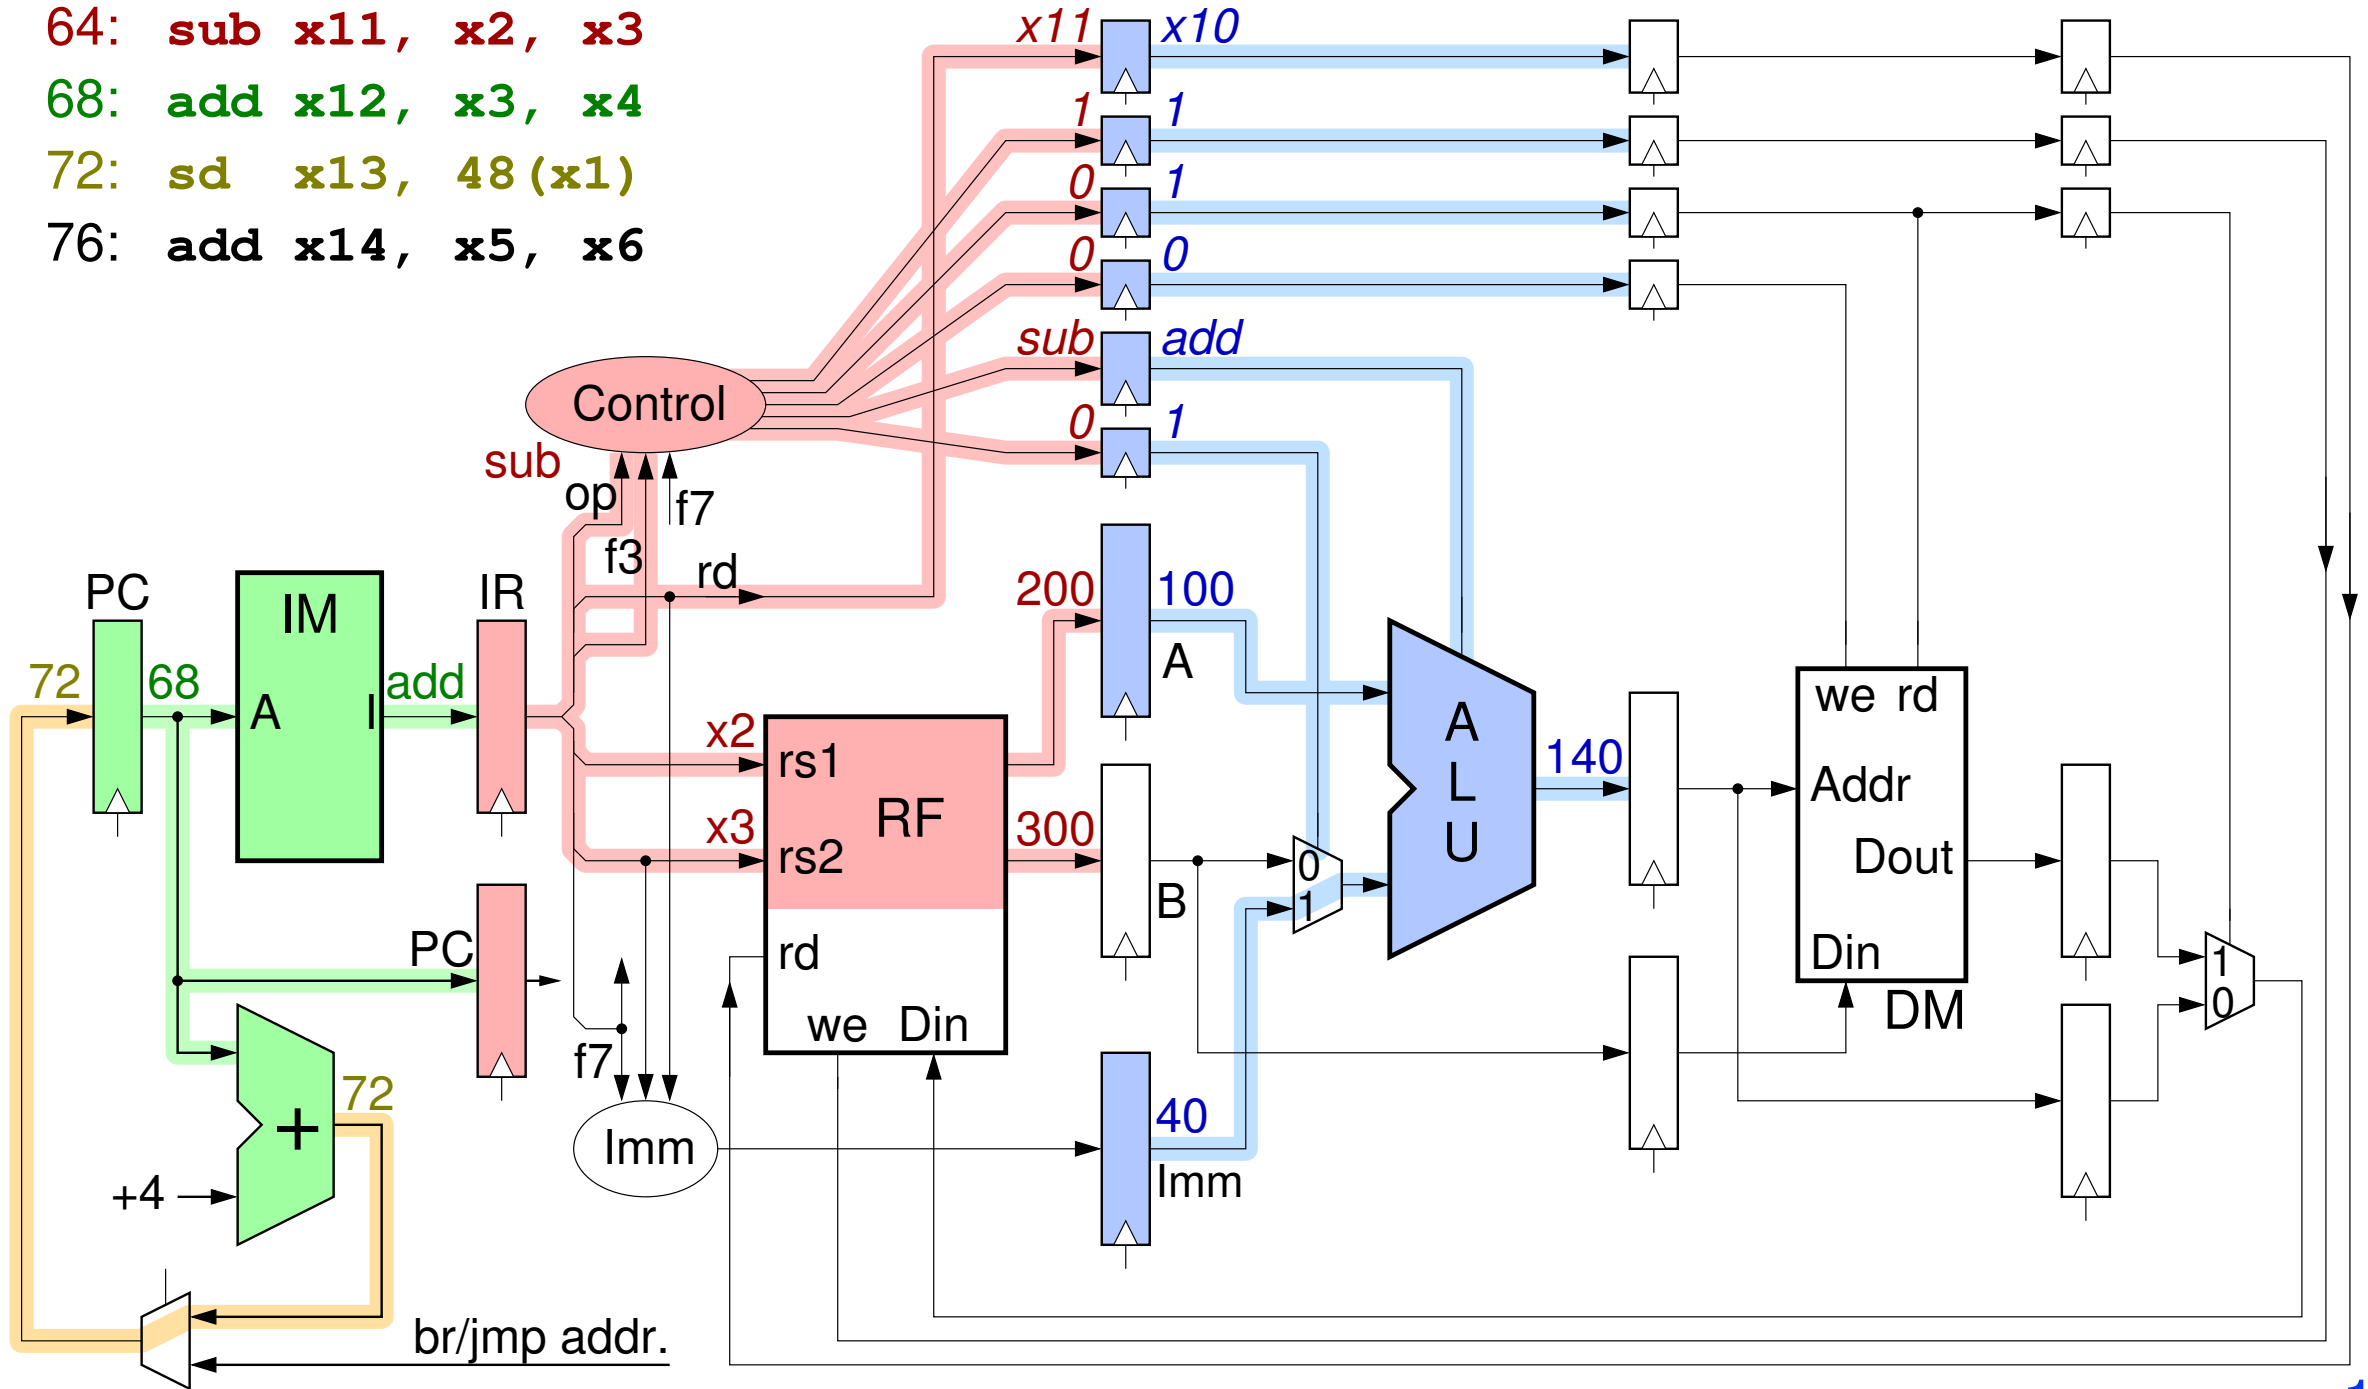 64: sub x11, x2, x3
68: add x12, x3, x4
72: sd x13, 48(x1)
76: add x14, x5, x6
x11 x10
1 1
0 1
0 0
sub add
0 1
Control
sub
op
f7
f3
rd
PC
IM
IR
200 100
A
72
68
A
I
add
x2
rs1
x3
rs2
RF
300
B
rd
we Din
0
1
A
L
U
140
we rd
Addr
Dout
Din
DM
1
0
PC
f7
72
+
+4
Imm
40
Imm
br/jmp addr.